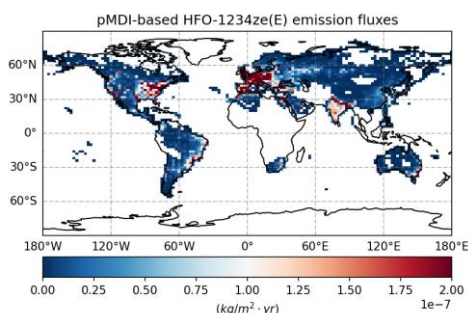 pMDI-based HFO-1234ze(E) emission fluxes
60°N
30°N
0°
30°S
60°S
180°W 120°W 60°W 0° 60°E 120°E 180°E
0.00 0.25 0.50 0.75 1.00 1.25 1.50 1.75 2.00
1e-7
(kg/m² · yr)